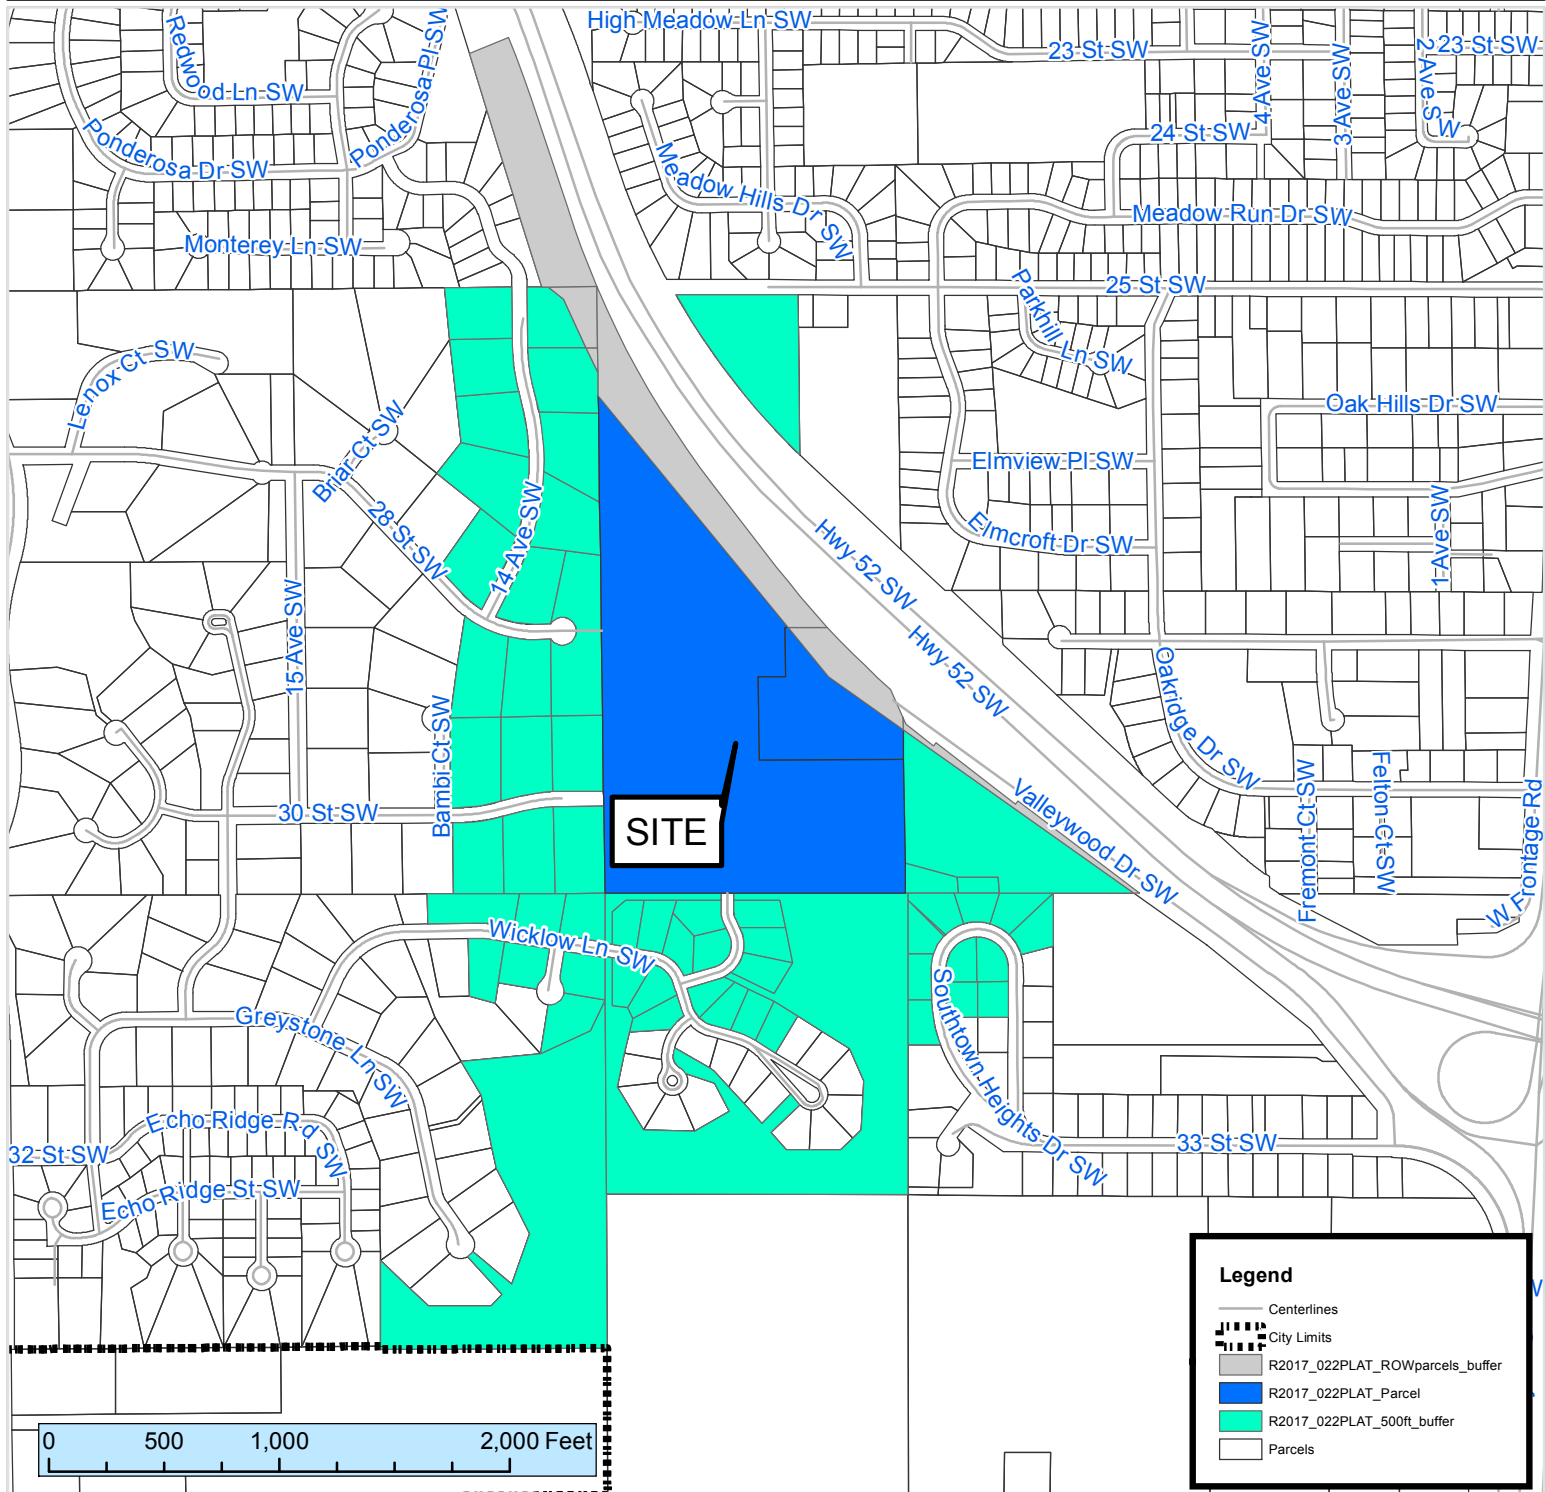 High Meadow Ln SW
23 St SW
23 St SW
Redwood Ln SW
Ponderosa Pl SW
4 Ave SW
3 Ave SW
2 Ave SW
24 St SW
Ponderosa Dr SW
Meadow Hills Dr SW
Meadow Run Dr SW
Monterey Ln SW
25 St SW
Parkhill Ln SW
Lenox Ct SW
Briar Ct SW
Oak Hills Dr SW
Elmview Pl SW
28 St SW
14 Ave SW
Elmcroft Dr SW
1 Ave SW
Hwy 52 SW
Hwy 52 SW
15 Ave SW
Bambi Ct SW
Oakridge Dr SW
30 St SW
SITE
Valleywood Dr SW
Fremont Ct SW
Felton Ct SW
W Frontage Rd
Wicklow Ln SW
Greystone Ln SW
Southtown Heights Dr SW
Echo Ridge Rd SW
32 St SW
33 St SW
Echo Ridge St SW
Legend
Centerlines
City Limits
R2017_022PLAT_ROWparcels_buffer
R2017_022PLAT_Parcel
R2017_022PLAT_500ft_buffer
Parcels
0 500 1,000 2,000 Feet